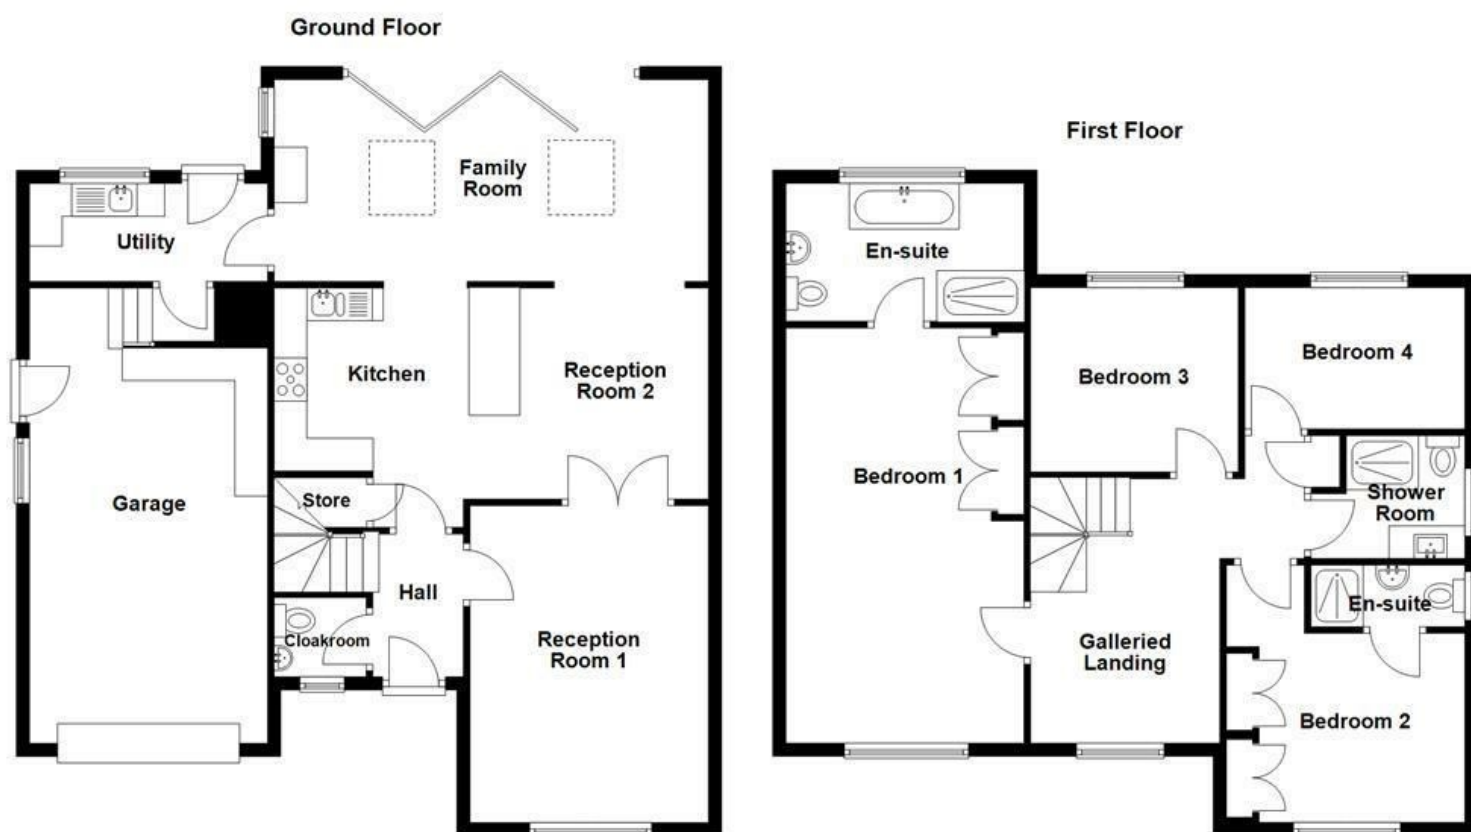 Ground Floor
Family
Room
Utility
Kitchen
Reception
Room 2
Garage
Store
Hall
Cloakroom
Reception
Room 1
First Floor
En-suite
Bedroom 4
Bedroom 3
Bedroom 1
Shower
Room
En-suite
Galleried
Landing
Bedroom 2